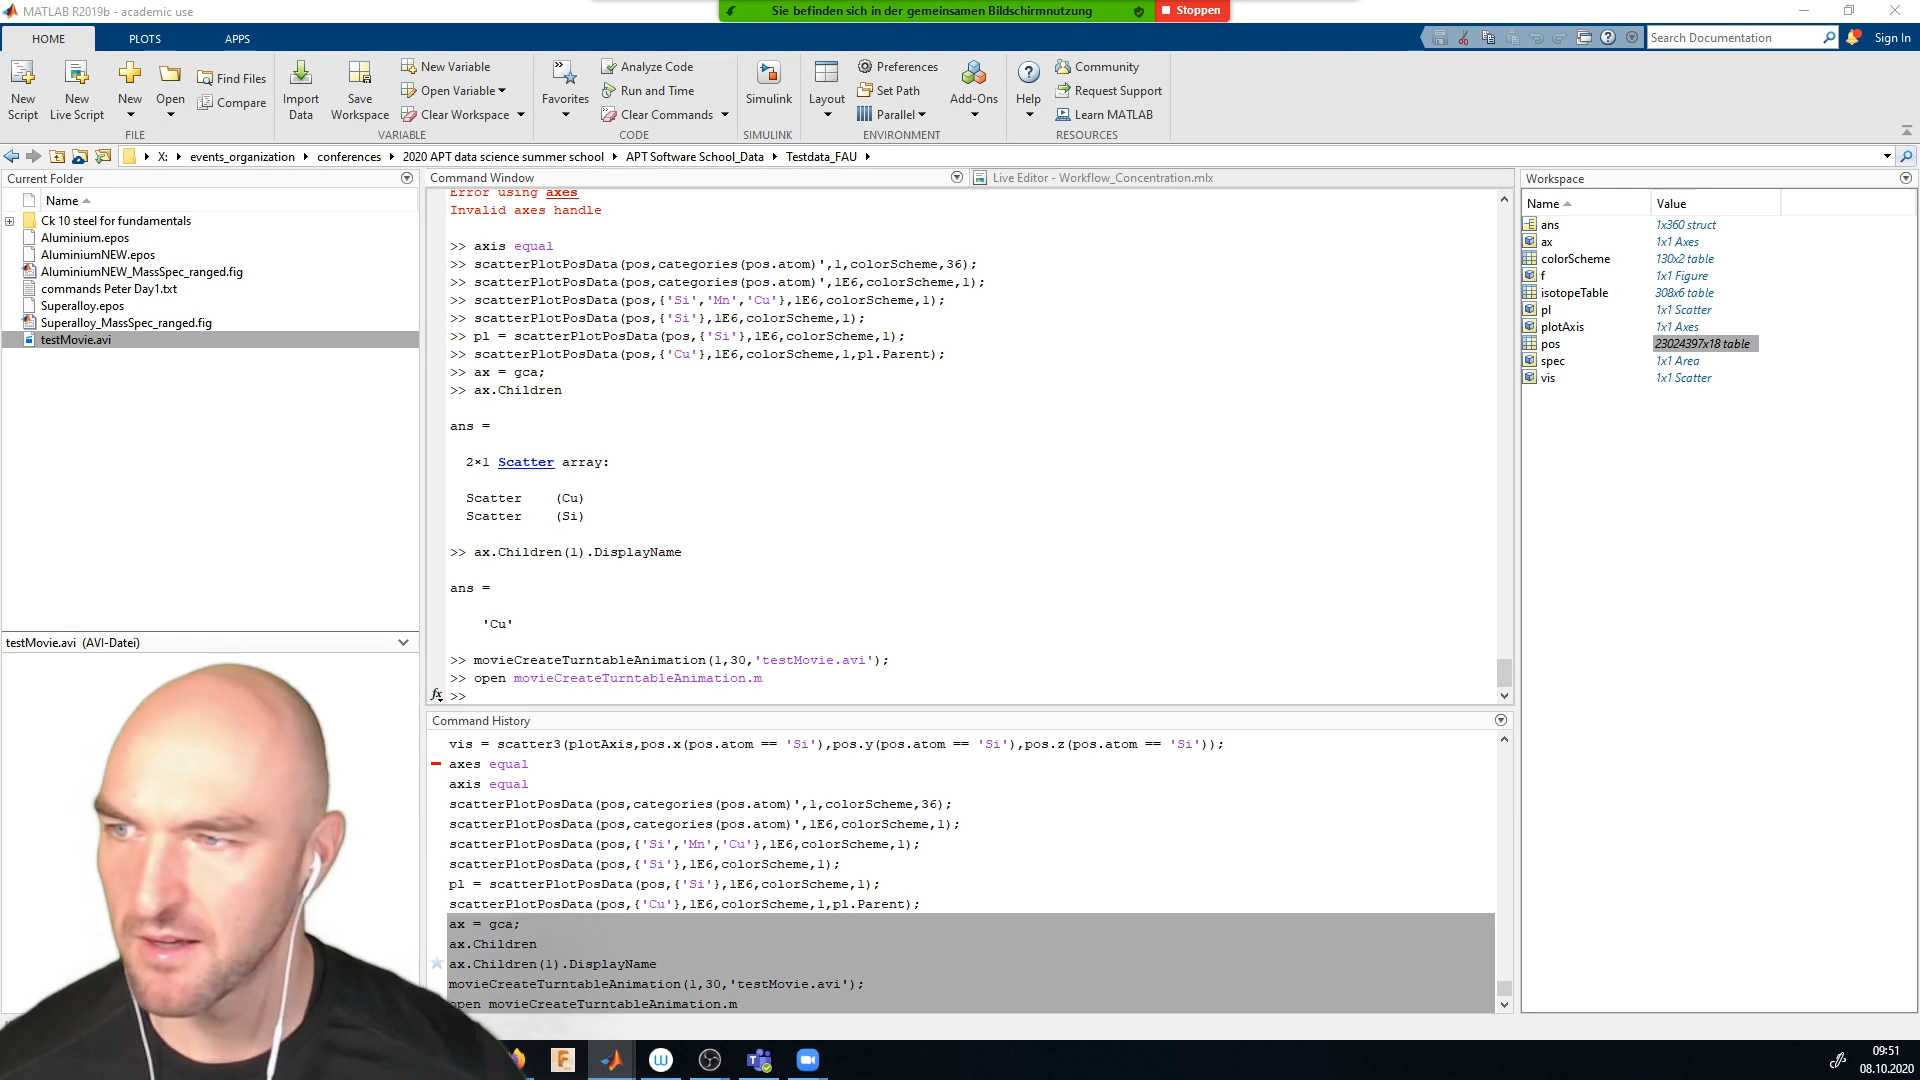 MATLAB R2019b - academic use
Sie befinden sich in der gemeinsamen Bildschirmnutzung
Stoppen
HOME
PLOTS
APPS
Search Documentation
Sign In
New Script
New Live Script
New
Open
Find Files
Compare
FILE
Import Data
Save Workspace
New Variable
Open Variable
Clear Workspace
VARIABLE
Favorites
Analyze Code
Run and Time
Clear Commands
CODE
Simulink
SIMULINK
Layout
Preferences
Set Path
Parallel
ENVIRONMENT
Add-Ons
Help
Community
Request Support
Learn MATLAB
RESOURCES
X: events_organization conferences 2020 APT data science summer school APT Software School_Data Testdata_FAU
Current Folder
Name
Ck 10 steel for fundamentals
Aluminium.epos
AluminiumNEW.epos
AluminiumNEW_MassSpec_ranged.fig
commands Peter Day1.txt
Superalloy.epos
Superalloy_MassSpec_ranged.fig
testMovie.avi
testMovie.avi (AVI-Datei)
Command Window
Live Editor - Workflow_Concentration.mlx
Error using axes
Invalid axes handle
>> axis equal
>> scatterPlotPosData(pos,categories(pos.atom)',1,colorScheme,36);
>> scatterPlotPosData(pos,categories(pos.atom)',1E6,colorScheme,1);
>> scatterPlotPosData(pos,{'Si','Mn','Cu'},1E6,colorScheme,1);
>> scatterPlotPosData(pos,{'Si'},1E6,colorScheme,1);
>> pl = scatterPlotPosData(pos,{'Si'},1E6,colorScheme,1);
>> scatterPlotPosData(pos,{'Cu'},1E6,colorScheme,1,pl.Parent);
>> ax = gca;
>> ax.Children
ans =
2×1 Scatter array:
Scatter (Cu)
Scatter (Si)
>> ax.Children(1).DisplayName
ans =
'Cu'
>> movieCreateTurntableAnimation(1,30,'testMovie.avi');
>> open movieCreateTurntableAnimation.m
fx >>
Command History
vis = scatter3(plotAxis,pos.x(pos.atom == 'Si'),pos.y(pos.atom == 'Si'),pos.z(pos.atom == 'Si'));
axes equal
axis equal
scatterPlotPosData(pos,categories(pos.atom)',1,colorScheme,36);
scatterPlotPosData(pos,categories(pos.atom)',1E6,colorScheme,1);
scatterPlotPosData(pos,{'Si','Mn','Cu'},1E6,colorScheme,1);
scatterPlotPosData(pos,{'Si'},1E6,colorScheme,1);
pl = scatterPlotPosData(pos,{'Si'},1E6,colorScheme,1);
scatterPlotPosData(pos,{'Cu'},1E6,colorScheme,1,pl.Parent);
ax = gca;
ax.Children
ax.Children(1).DisplayName
movieCreateTurntableAnimation(1,30,'testMovie.avi');
open movieCreateTurntableAnimation.m
Workspace
Name Value
ans 1x360 struct
ax 1x1 Axes
colorScheme 130x2 table
f 1x1 Figure
isotopeTable 308x6 table
pl 1x1 Scatter
plotAxis 1x1 Axes
pos 23024397x18 table
spec 1x1 Area
vis 1x1 Scatter
09:51
08.10.2020